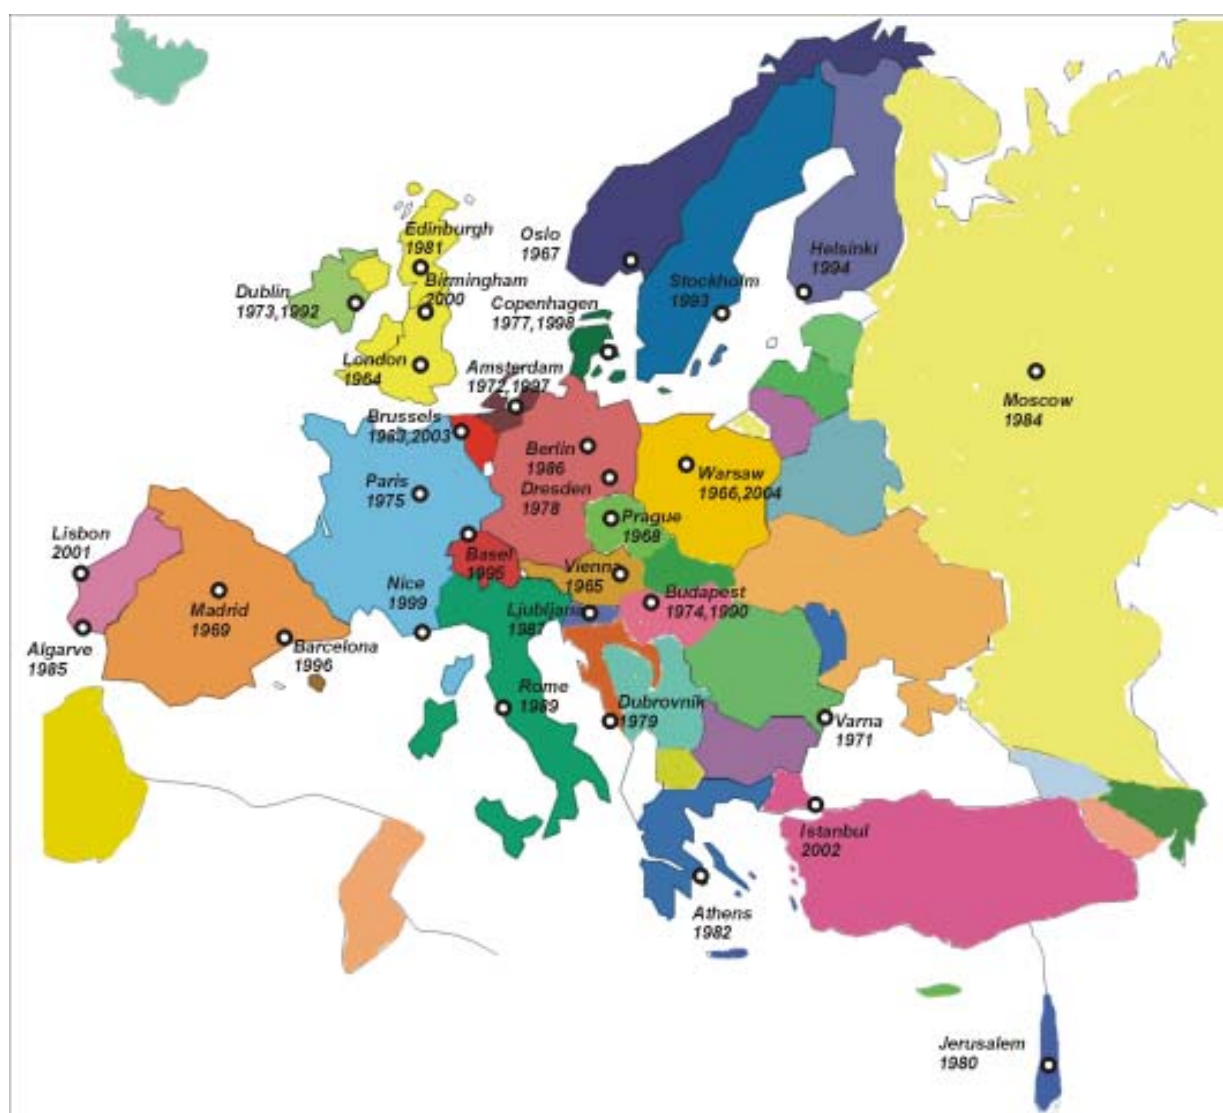 Edinburgh
1981
Oslo
1967
Helsinki
1994
Birmingham
2000
Stockholm
1993
Dublin
1973,1992
Copenhagen
1977,1998
London
1964
Amsterdam
1972,1997
Moscow
1984
Brussels
1983,2003
Berlin
1986
Warsaw
1966,2004
Paris
1975
Dresden
1978
Prague
1968
Lisbon
2001
Basel
1995
Vienna
1965
Nice
1999
Budapest
1974,1990
Madrid
1969
Ljubljana
1987
Algarve
1985
Barcelona
1996
Rome
1989
Dubrovnik
1979
Varna
1971
Istanbul
2002
Athens
1982
Jerusalem
1980